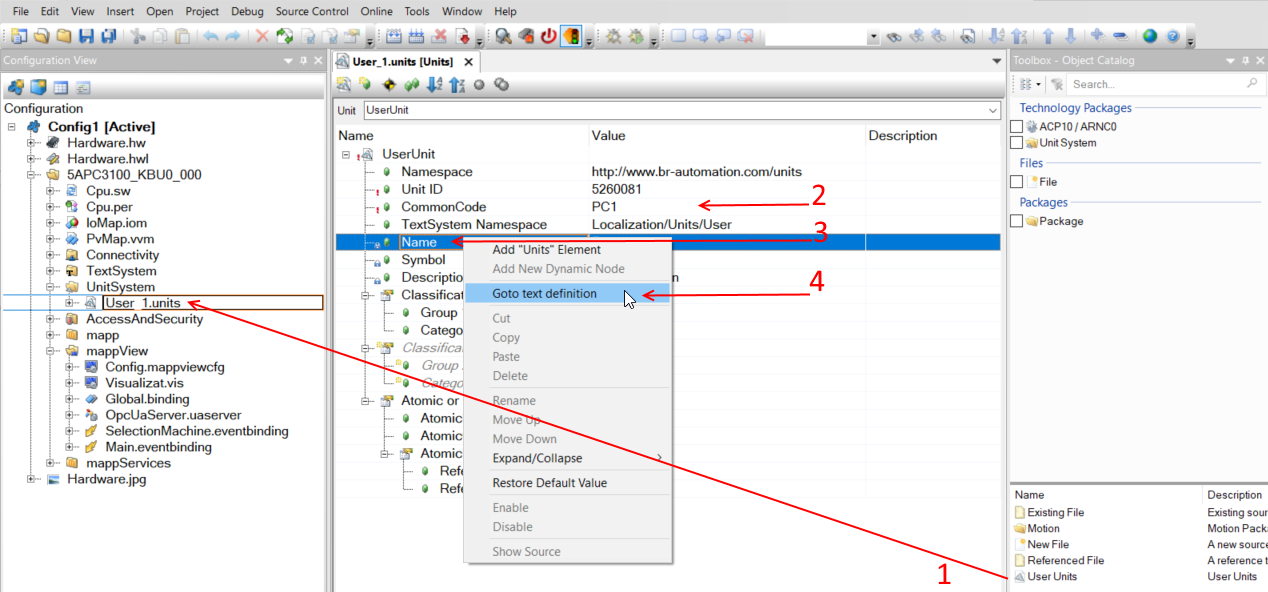 File Edit View Insert Open Project Debug Source Control Online Tools Window Help
Configuration View
Configuration
Config1 [Active]
Hardware.hw
Hardware.hwl
5APC3100_KBU0_000
Cpu.sw
Cpu.per
IoMap.iom
PvMap.vvm
Connectivity
TextSystem
UnitSystem
User_1.units
AccessAndSecurity
mapp
mappView
Config.mappviewcfg
Visualizat.vis
Global.binding
OpcUaServer.uaserver
SelectionMachine.eventbinding
Main.eventbinding
mappServices
Hardware.jpg
User_1.units [Units]
Unit UserUnit
Name Value Description
UserUnit
Namespace http://www.br-automation.com/units
Unit ID 5260081
CommonCode PC1 2
TextSystem Namespace Localization/Units/User
Name 3
Symbol
Descriptio n
Classificat
Group
Catego
Classifica
Group
Catego
Atomic or
Atomic
Atomic
Atomic
Refe
Refe
Add "Units" Element
Add New Dynamic Node
Goto text definition 4
Cut
Copy
Paste
Delete
Rename
Move Up
Move Down
Expand/Collapse
Restore Default Value
Enable
Disable
Show Source
1
Toolbox - Object Catalog
Search...
Technology Packages
ACP10 / ARNC0
Unit System
Files
File
Packages
Package
Name Description
Existing File Existing sour
Motion Motion Pack
New File A new source
Referenced File A reference t
User Units User Units